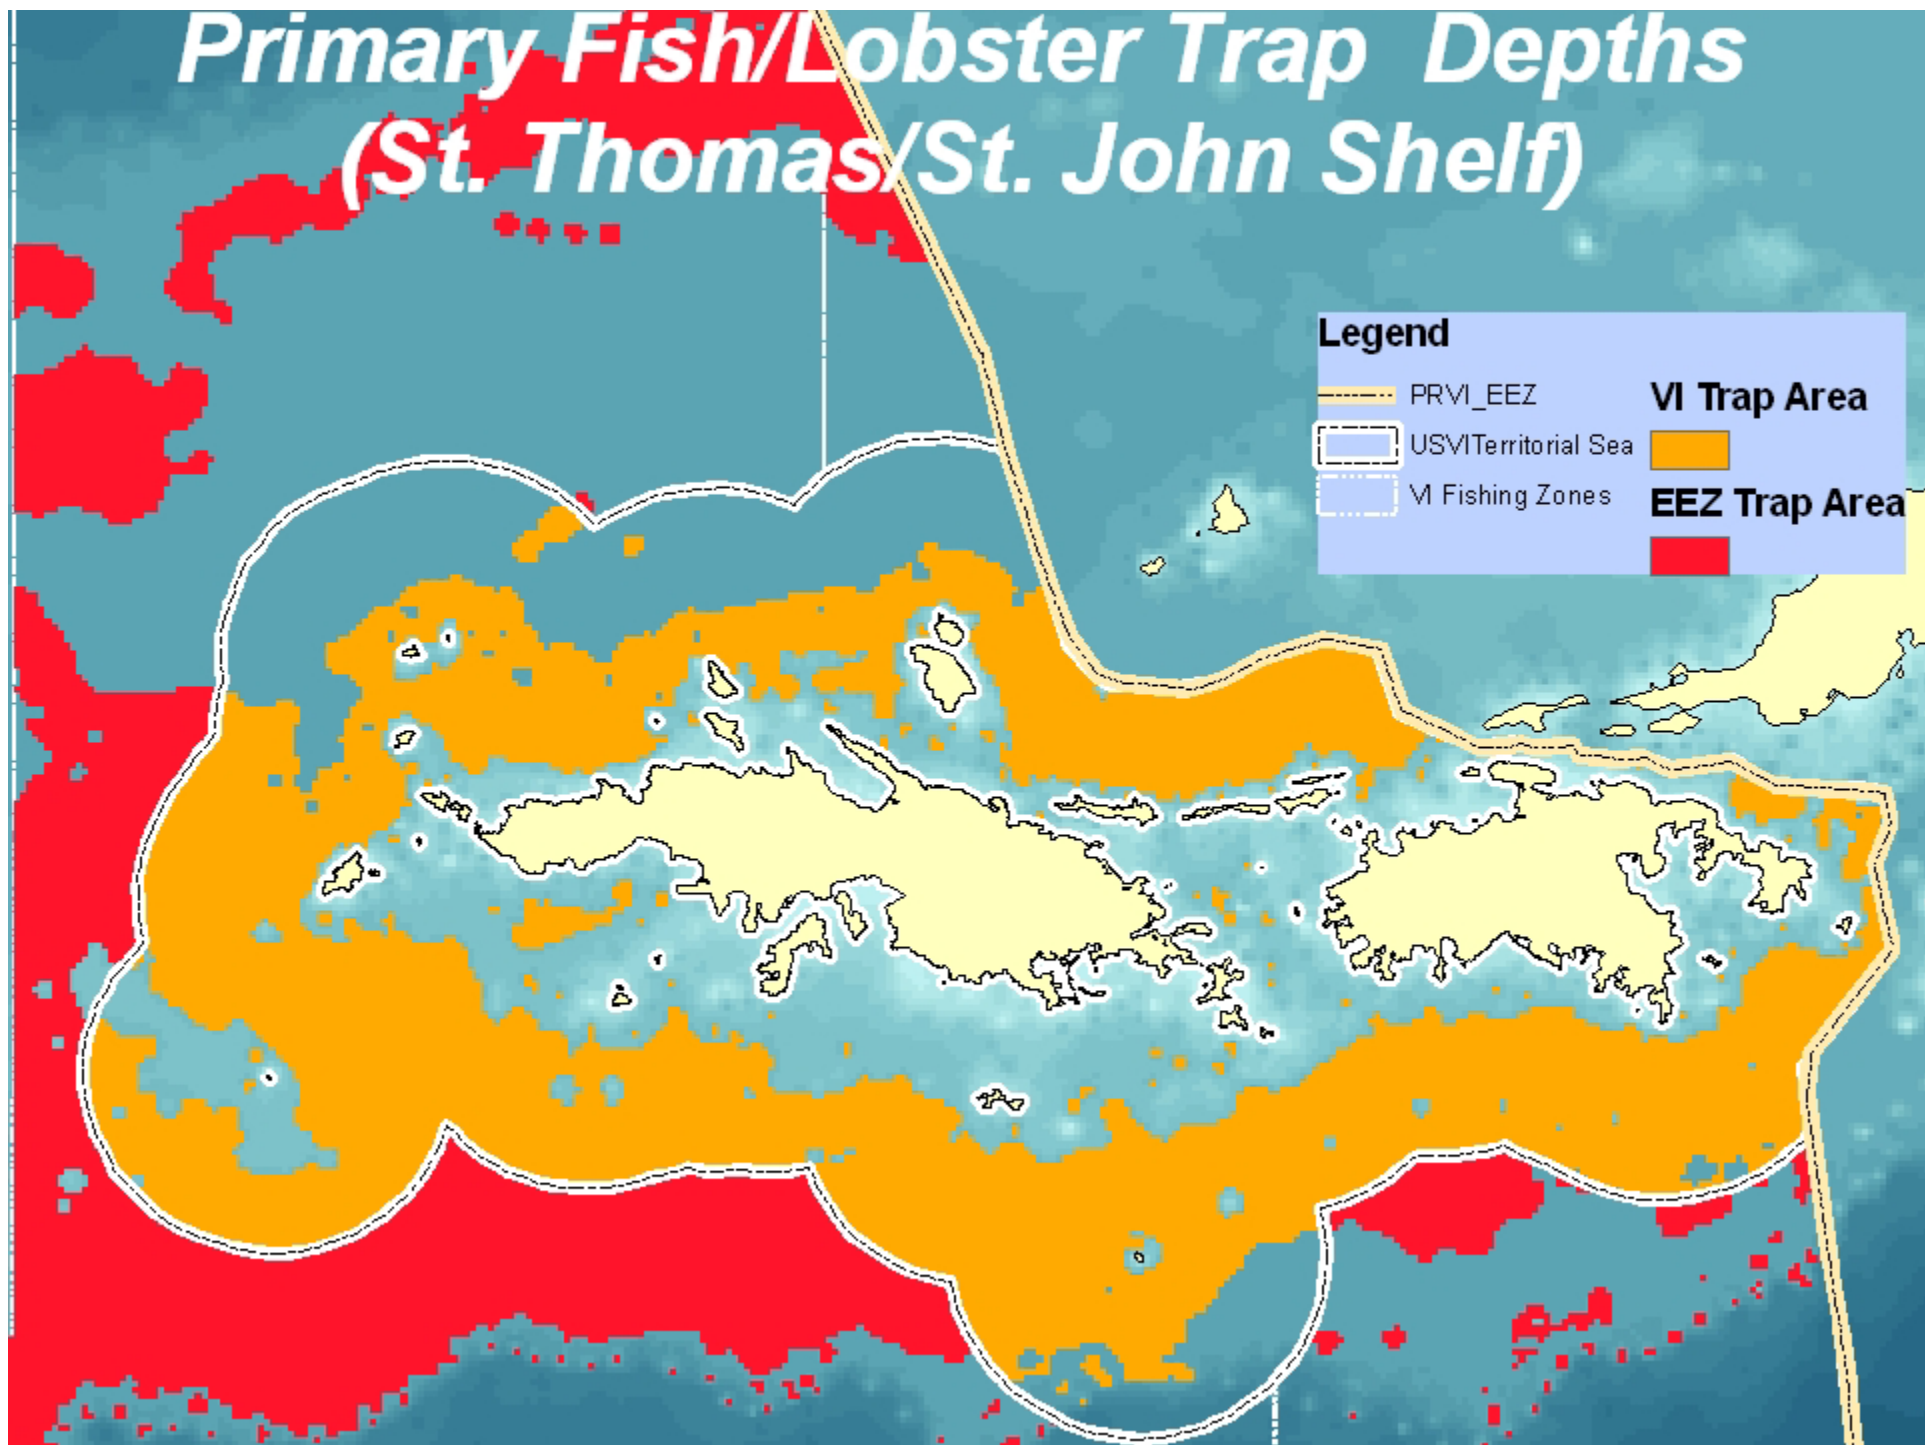 Primary Fish/Lobster Trap Depths
(St. Thomas/St. John Shelf)
Legend
PRVI_EEZ
USVITerritorial Sea
VI Fishing Zones
VI Trap Area
EEZ Trap Area